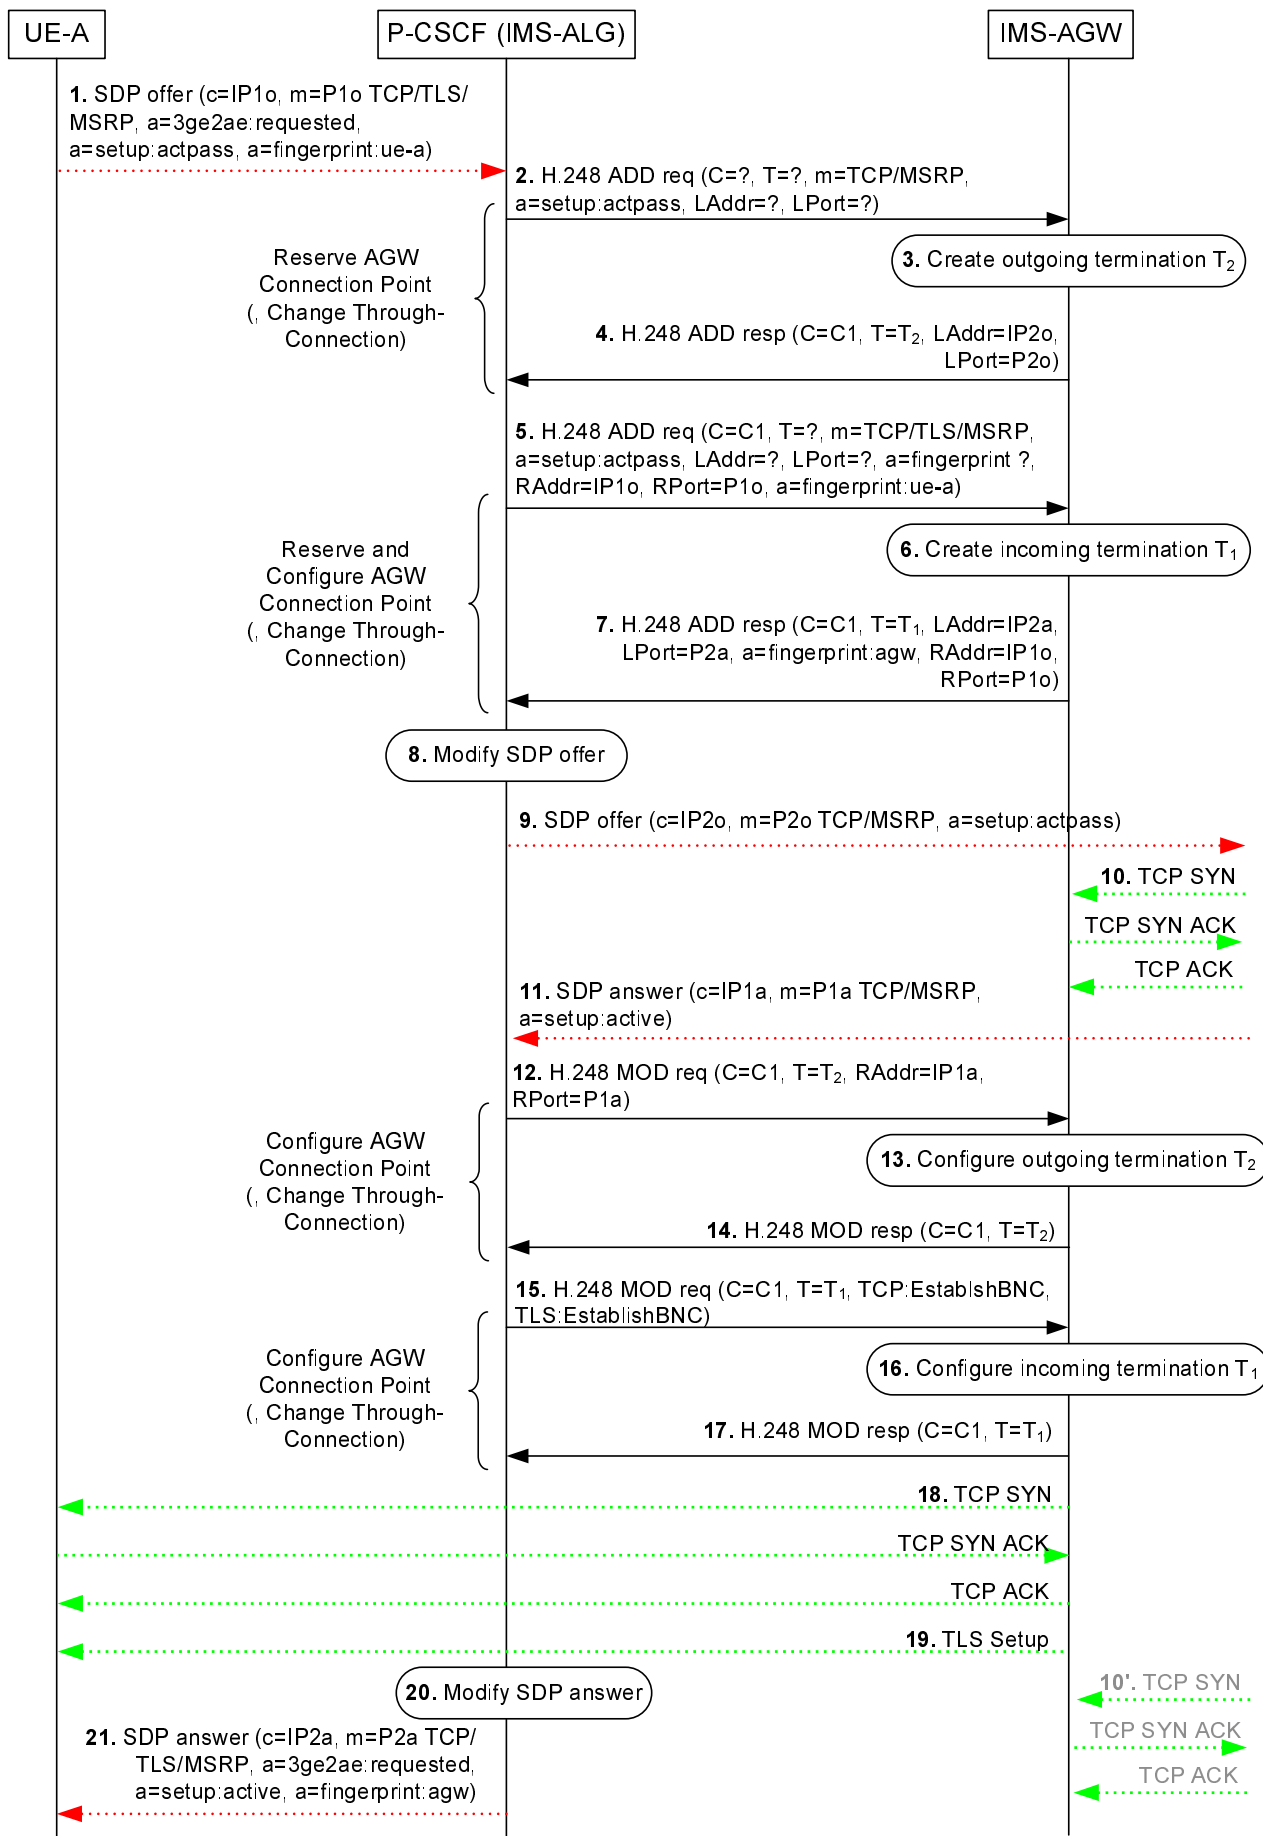 UE-A
P-CSCF (IMS-ALG)
IMS-AGW
1. SDP offer (c=IP1o, m=P1o TCP/TLS/
MSRP, a=3ge2ae:requested,
a=setup:actpass, a=fingerprint:ue-a)
2. H.248 ADD req (C=?, T=?, m=TCP/MSRP,
a=setup:actpass, LAddr=?, LPort=?)
Reserve AGW
Connection Point
(, Change Through-
Connection)
3. Create outgoing termination T2
4. H.248 ADD resp (C=C1, T=T2, LAddr=IP2o,
LPort=P2o)
5. H.248 ADD req (C=C1, T=?, m=TCP/TLS/MSRP,
a=setup:actpass, LAddr=?, LPort=?, a=fingerprint ?,
RAddr=IP1o, RPort=P1o, a=fingerprint:ue-a)
Reserve and
Configure AGW
Connection Point
(, Change Through-
Connection)
6. Create incoming termination T1
7. H.248 ADD resp (C=C1, T=T1, LAddr=IP2a,
LPort=P2a, a=fingerprint:agw, RAddr=IP1o,
RPort=P1o)
8. Modify SDP offer
9. SDP offer (c=IP2o, m=P2o TCP/MSRP, a=setup:actpass)
10. TCP SYN
TCP SYN ACK
TCP ACK
11. SDP answer (c=IP1a, m=P1a TCP/MSRP,
a=setup:active)
12. H.248 MOD req (C=C1, T=T2, RAddr=IP1a,
RPort=P1a)
Configure AGW
Connection Point
(, Change Through-
Connection)
13. Configure outgoing termination T2
14. H.248 MOD resp (C=C1, T=T2)
15. H.248 MOD req (C=C1, T=T1, TCP:EstablshBNC,
TLS:EstablishBNC)
Configure AGW
Connection Point
(, Change Through-
Connection)
16. Configure incoming termination T1
17. H.248 MOD resp (C=C1, T=T1)
18. TCP SYN
TCP SYN ACK
TCP ACK
19. TLS Setup
20. Modify SDP answer
10'. TCP SYN
TCP SYN ACK
TCP ACK
21. SDP answer (c=IP2a, m=P2a TCP/
TLS/MSRP, a=3ge2ae:requested,
a=setup:active, a=fingerprint:agw)